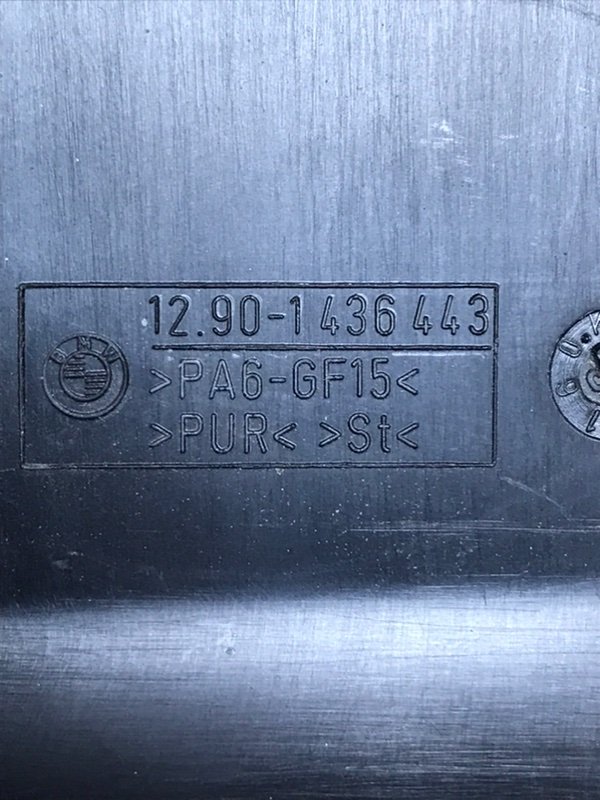 12.90-1 436 443
BMW
>PA6-GF15<
>PUR< >St<